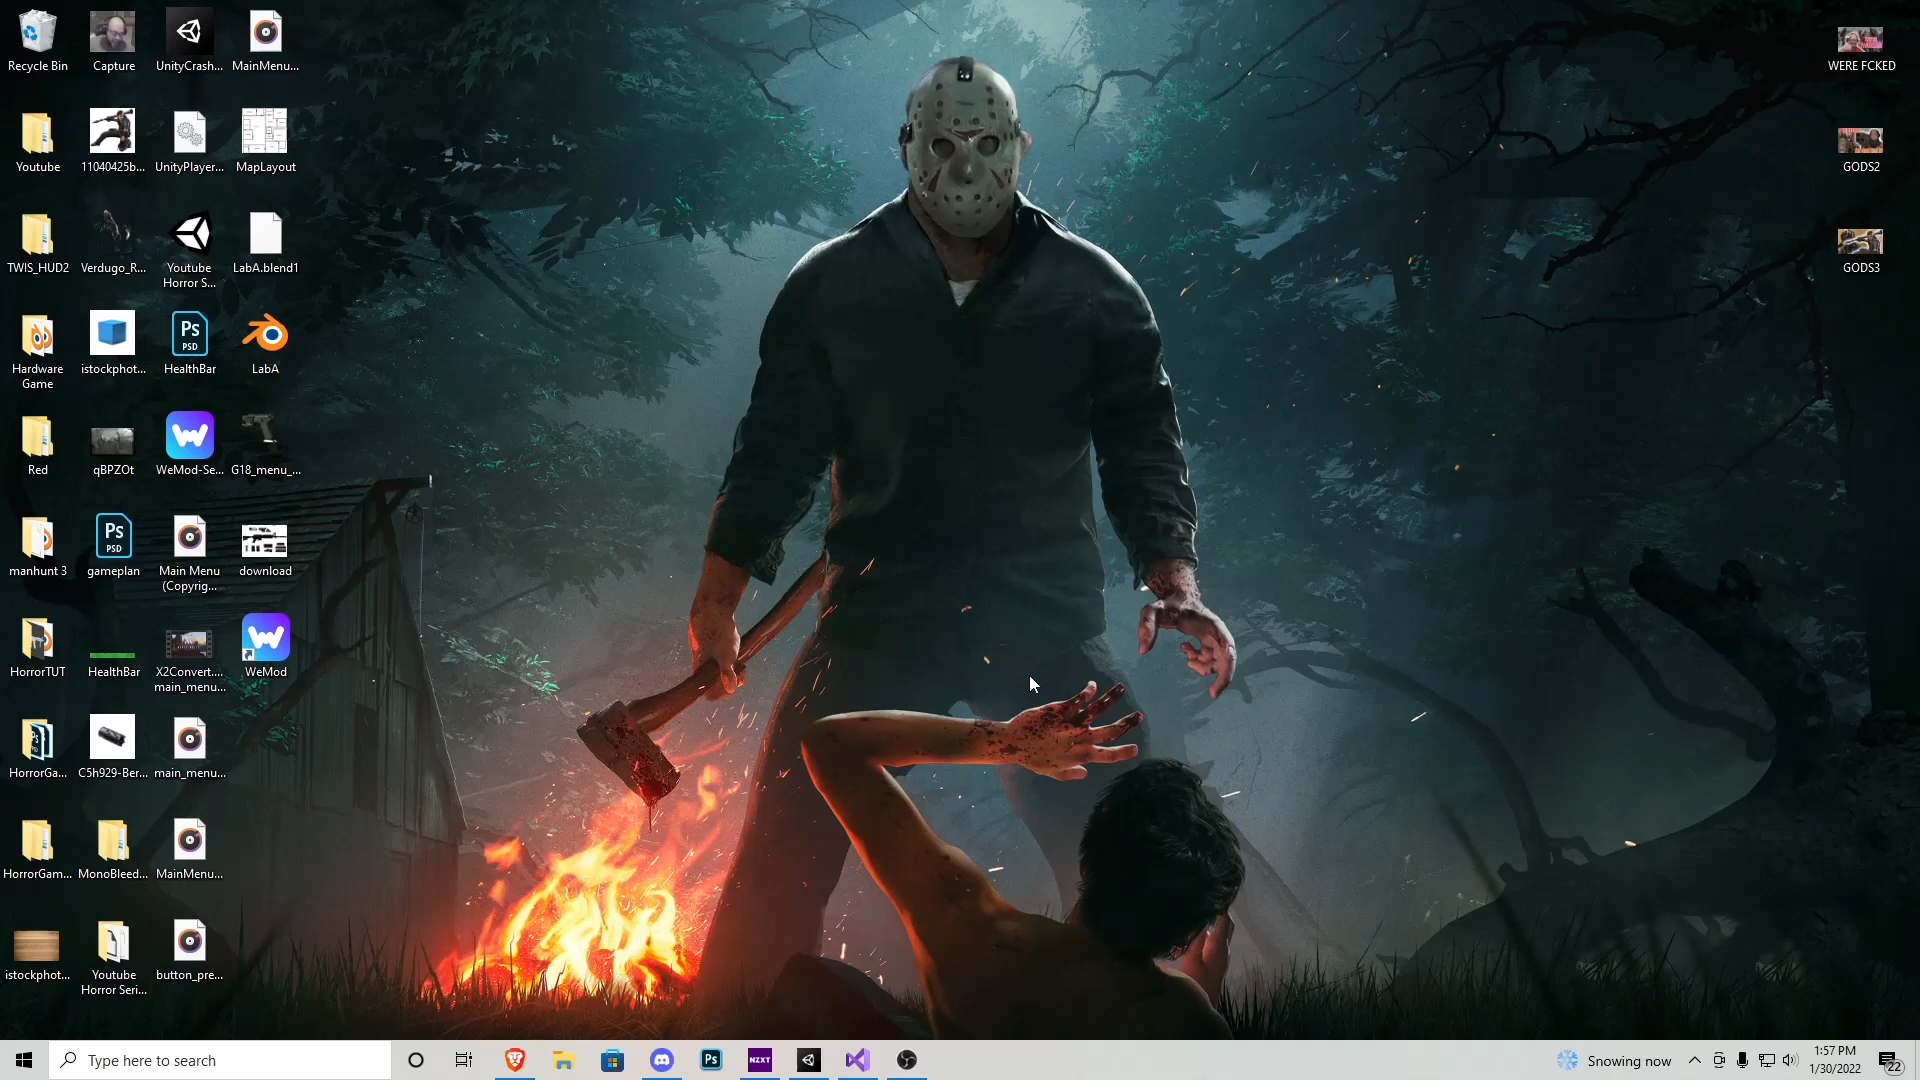 Recycle Bin
Capture
UnityCrash...
MainMenu...
WERE FCKED
Youtube
11040425b...
UnityPlayer...
MapLayout
GODS2
TWIS_HUD2
Verdugo_R...
Youtube
Horror S...
LabA.blend1
GODS3
Ps
PSD
Hardware
Game
istockphot...
HealthBar
LabA
Red
qBPZOt
WeMod-Se...
G18_menu_...
Ps
PSD
manhunt 3
gameplan
Main Menu
(Copyrig...
download
HorrorTUT
HealthBar
X2Convert....
main_menu...
WeMod
HorrorGa...
C5h929-Ber...
main_menu...
HorrorGam...
MonoBleed...
MainMenu...
istockphot...
Youtube
Horror Seri...
button_pre...
Type here to search
Ps
NZXT
Snowing now
1:57 PM
1/30/2022
22